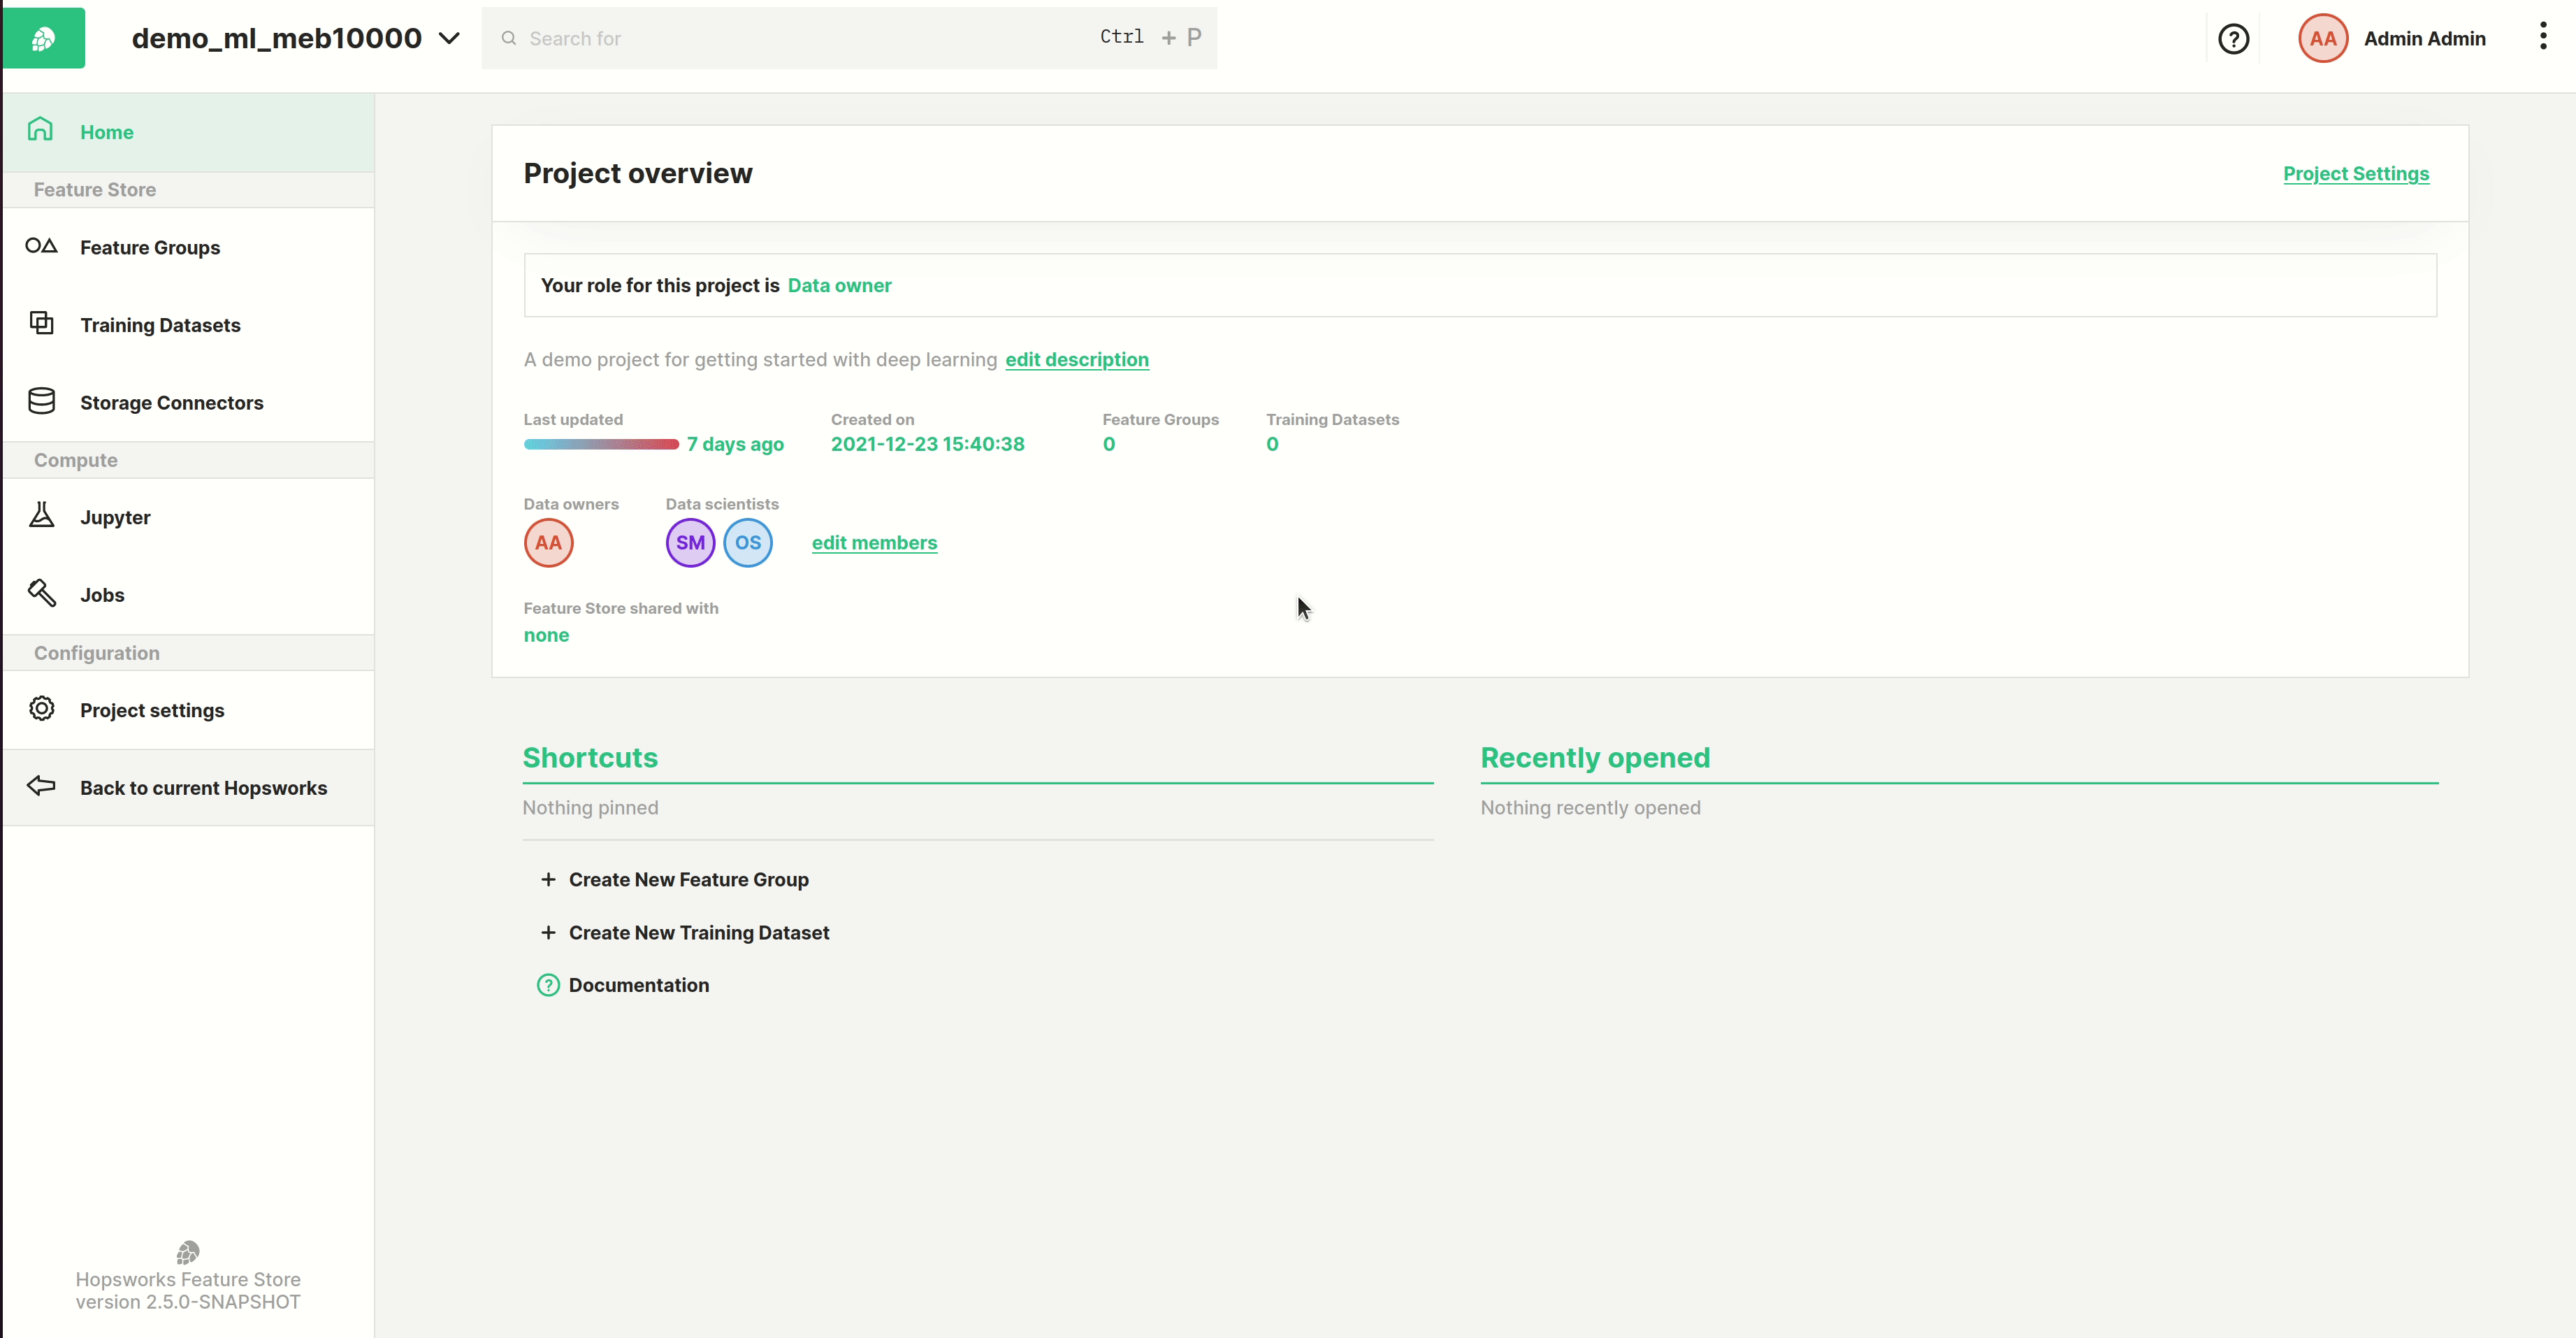 demo_ml_meb10000
Search for
Ctrl + P
AA Admin Admin
Home
Feature Store
Feature Groups
Training Datasets
Storage Connectors
Compute
Jupyter
Jobs
Configuration
Project settings
Back to current Hopsworks
Hopsworks Feature Store
version 2.5.0-SNAPSHOT
Project overview
Project Settings
Your role for this project is Data owner
A demo project for getting started with deep learning edit description
Last updated Created on Feature Groups Training Datasets
7 days ago 2021-12-23 15:40:38 0 0
Data owners Data scientists
AA SM OS edit members
Feature Store shared with
none
Shortcuts
Nothing pinned
+ Create New Feature Group
+ Create New Training Dataset
? Documentation
Recently opened
Nothing recently opened